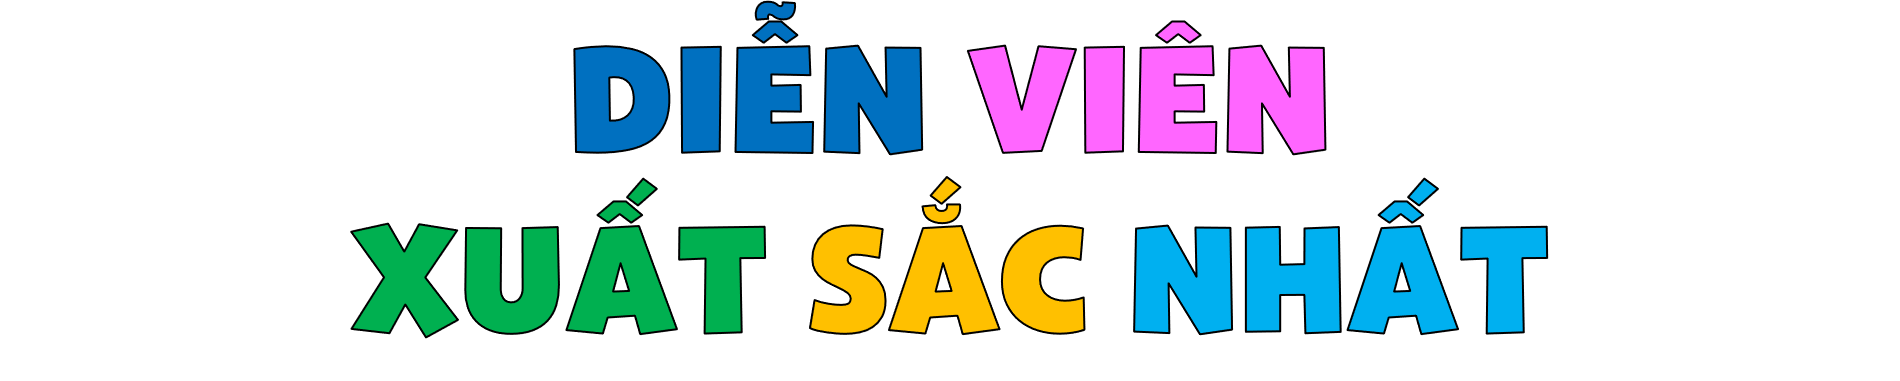 DIỄN VIÊN
XUẤT SẮC NHẤT